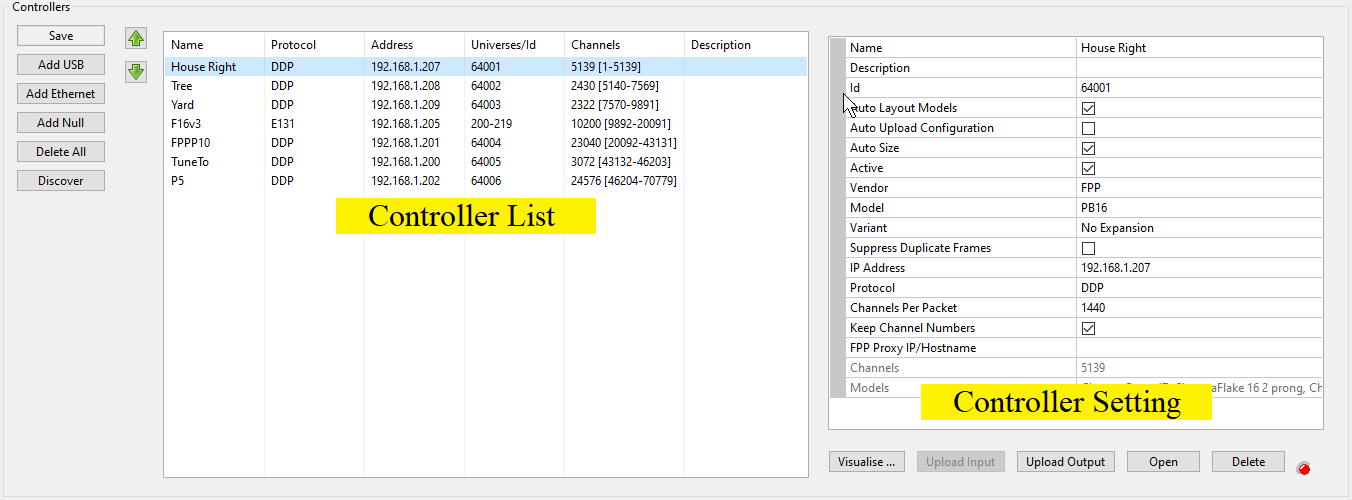 Controllers
Save
Add USB
Add Ethernet
Add Null
Delete All
Discover
Name Protocol Address Universes/Id Channels Description
House Right DDP 192.168.1.207 64001 5139 [1-5139]
Tree DDP 192.168.1.208 64002 2430 [5140-7569]
Yard DDP 192.168.1.209 64003 2322 [7570-9891]
F16v3 E131 192.168.1.205 200-219 10200 [9892-20091]
FPPP10 DDP 192.168.1.201 64004 23040 [20092-43131]
TuneTo DDP 192.168.1.200 64005 3072 [43132-46203]
P5 DDP 192.168.1.202 64006 24576 [46204-70779]
Controller List
Name House Right
Description
Id 64001
Auto Layout Models
Auto Upload Configuration
Auto Size
Active
Vendor FPP
Model PB16
Variant No Expansion
Suppress Duplicate Frames
IP Address 192.168.1.207
Protocol DDP
Channels Per Packet 1440
Keep Channel Numbers
FPP Proxy IP/Hostname
Channels 5139
Models 16 2 prong, Ch
Controller Setting
Visualise ... Upload Input Upload Output Open Delete